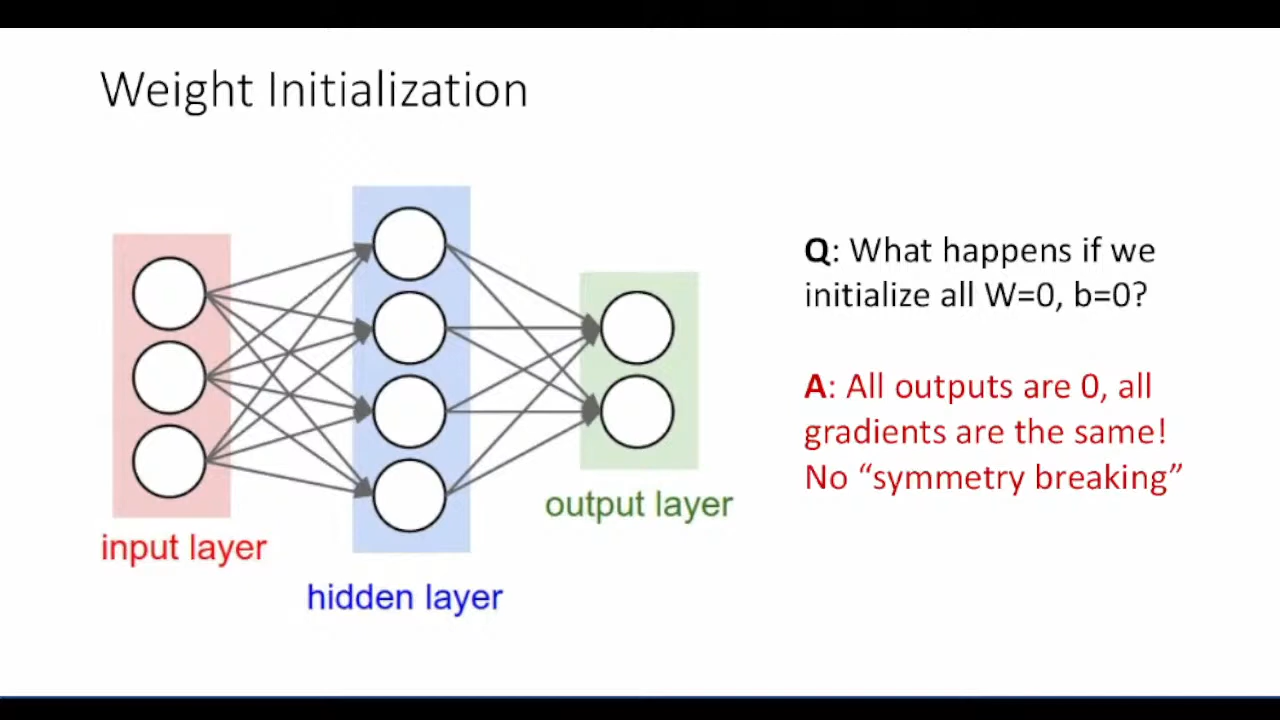 Weight Initialization
Q: What happens if we
initialize all W=0, b=0?
A: All outputs are 0, all
gradients are the same!
No “symmetry breaking”
input layer
hidden layer
output layer